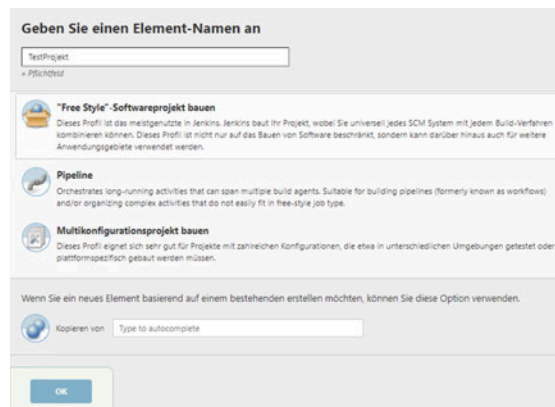 Geben Sie einen Element-Namen an
TestProjekt
» Pflichtfeld
"Free Style"-Softwareprojekt bauen
Dieses Profil ist das meistgenutzte in Jenkins. Jenkins baut Ihr Projekt, wobei Sie universell jedes SCM System mit jedem Build-Verfahren
kombinieren können. Dieses Profil ist nicht nur auf das Bauen von Software beschränkt, sondern kann darüber hinaus auch für weitere
Anwendungsgebiete verwendet werden.
Pipeline
Orchestrates long-running activities that can span multiple build agents. Suitable for building pipelines (formerly known as workflows)
and/or organizing complex activities that do not easily fit in free-style job type.
Multikonfigurationsprojekt bauen
Dieses Profil eignet sich sehr gut für Projekte mit zahlreichen Konfigurationen, die etwa in unterschiedlichen Umgebungen getestet oder
plattformspezifisch gebaut werden müssen.
Wenn Sie ein neues Element basierend auf einem bestehenden erstellen möchten, können Sie diese Option verwenden.
Kopieren von Type to autocomplete
OK